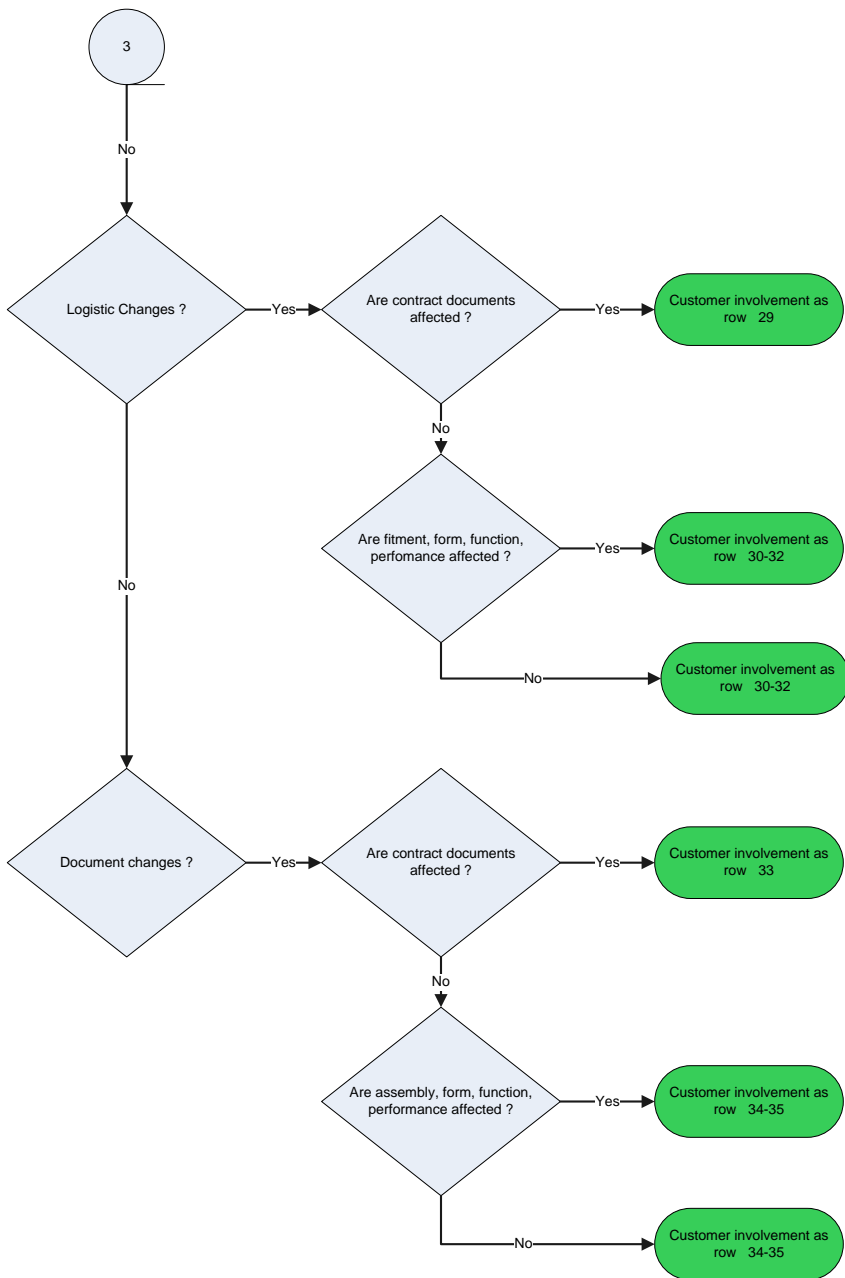 3
No
Logistic Changes ?
Yes
Are contract documents
affected ?
Yes
Customer involvement as
row   29
No
Are fitment, form, function,
perfomance affected ?
Yes
Customer involvement as
row   30-32
No
No
Customer involvement as
row   30-32
Document changes ?
Yes
Are contract documents
affected ?
Yes
Customer involvement as
row   33
No
Are assembly, form, function,
performance affected ?
Yes
Customer involvement as
row   34-35
No
Customer involvement as
row   34-35